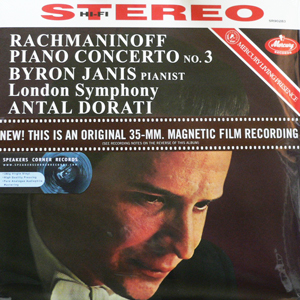 HI-FI
STEREO
RACHMANINOFF
PIANO CONCERTO NO. 3
BYRON JANIS PIANIST
London Symphony
ANTAL DORATI
Mercury
MERCURY LIVING PRESENCE
NEW! THIS IS AN ORIGINAL 35-MM. MAGNETIC FILM RECORDING
(SEE RECORDING NOTES ON THE REVERSE OF THIS ALBUM)
SPEAKERS CORNER RECORDS